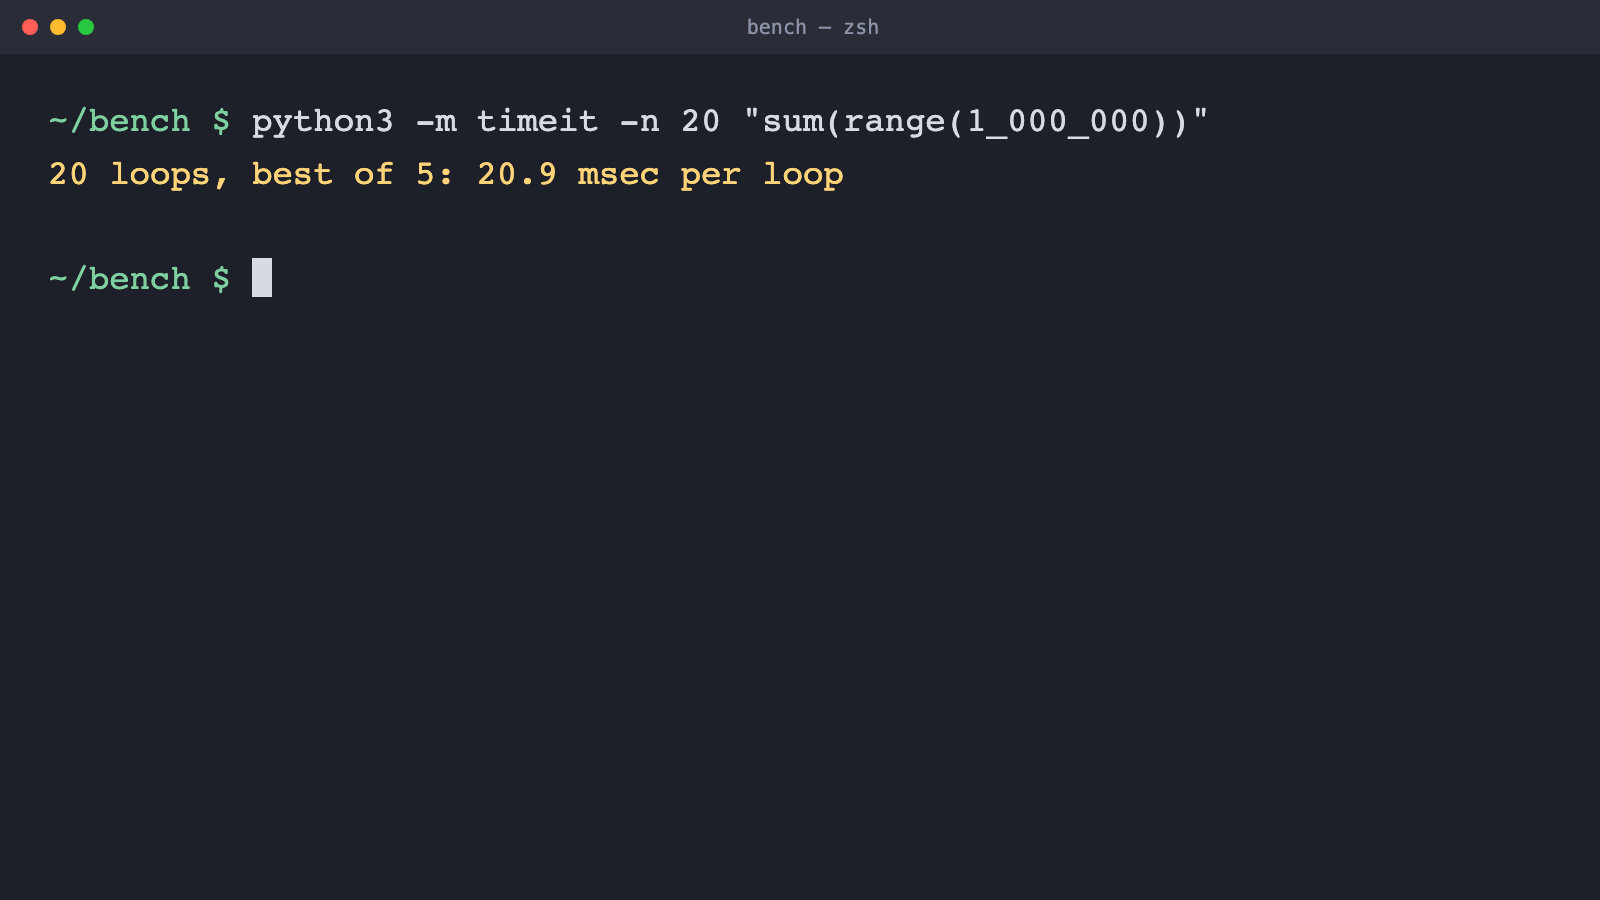 bench — zsh
~/bench $ python3 -m timeit -n 20 "sum(range(1_000_000))"
20 loops, best of 5: 20.9 msec per loop
~/bench $